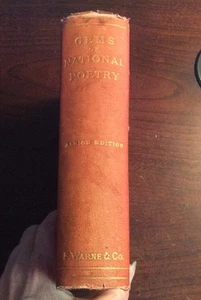 GEMS
OF
NATIONAL
POETRY
EDITION
F. WARNE & Co.